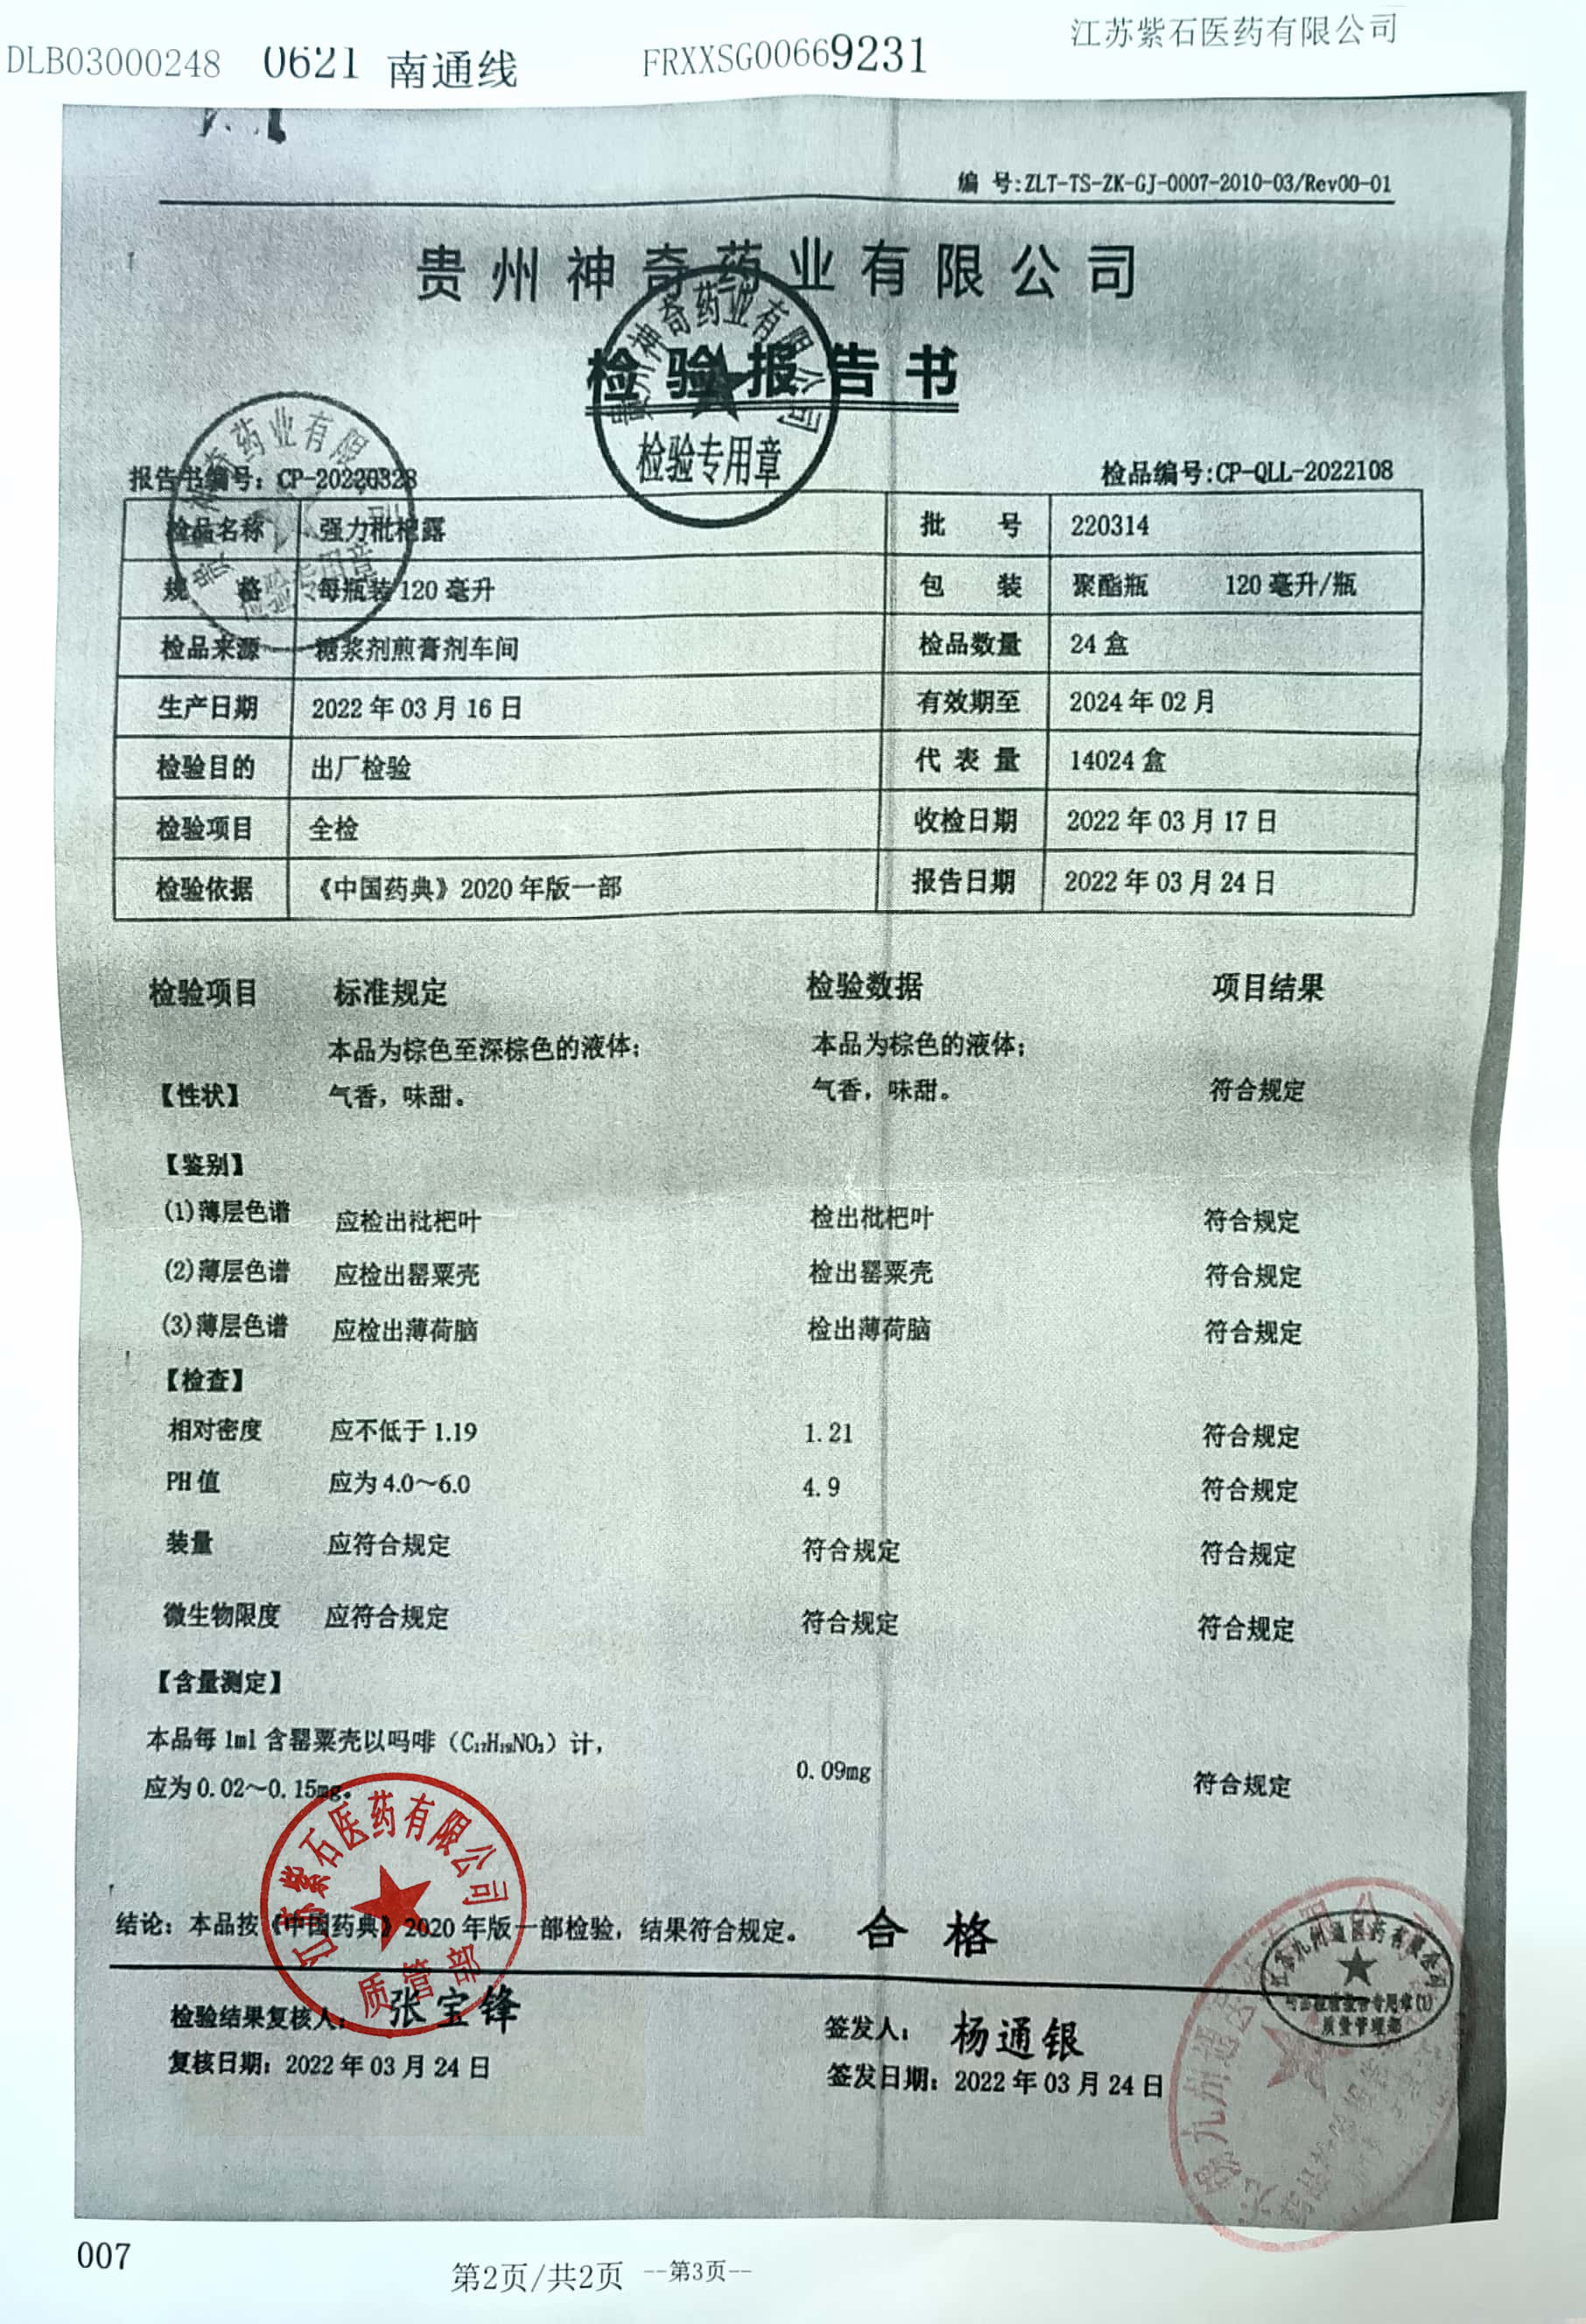 江苏紫石医药有限公司
DLB03000248 0621 南通线 FRXXSG00669231
编 号:ZLT-TS-ZK-GJ-0007-2010-03/Rev00-01
贵州神奇药业有限公司
检验报告书
贵州神奇药业有限公司
检验专用章
报告书编号：CP-20220328 检品编号:CP-QLL-2022108
检品名称 强力枇杷露 批 号 220314
规 格 每瓶装 120 毫升 包 装 聚酯瓶 120 毫升/瓶
检品来源 糖浆剂煎膏剂车间 检品数量 24 盒
生产日期 2022 年 03 月 16 日 有效期至 2024 年 02 月
检验目的 出厂检验 代 表 量 14024 盒
检验项目 全检 收检日期 2022 年 03 月 17 日
检验依据 《中国药典》2020 年版一部 报告日期 2022 年 03 月 24 日
检验项目 标准规定 检验数据 项目结果
本品为棕色至深棕色的液体； 本品为棕色的液体；
【性状】 气香，味甜。 气香，味甜。 符合规定
【鉴别】
(1)薄层色谱 应检出枇杷叶 检出枇杷叶 符合规定
(2)薄层色谱 应检出罂粟壳 检出罂粟壳 符合规定
(3)薄层色谱 应检出薄荷脑 检出薄荷脑 符合规定
【检查】
相对密度 应不低于 1.19 1.21 符合规定
PH 值 应为 4.0～6.0 4.9 符合规定
装量 应符合规定 符合规定 符合规定
微生物限度 应符合规定 符合规定 符合规定
【含量测定】
本品每 1ml 含罂粟壳以吗啡（C₁₇H₁₉NO₃）计，
应为 0.02～0.15mg。 0.09mg 符合规定
江苏紫石医药有限公司
质管部
结论：本品按《中国药典》2020 年版一部检验，结果符合规定。 合格
检验结果复核人： 张宝锋 签发人： 杨通银
复核日期：2022 年 03 月 24 日 签发日期：2022 年 03 月 24 日
质量管理部
007
第2页/共2页 --第3页--